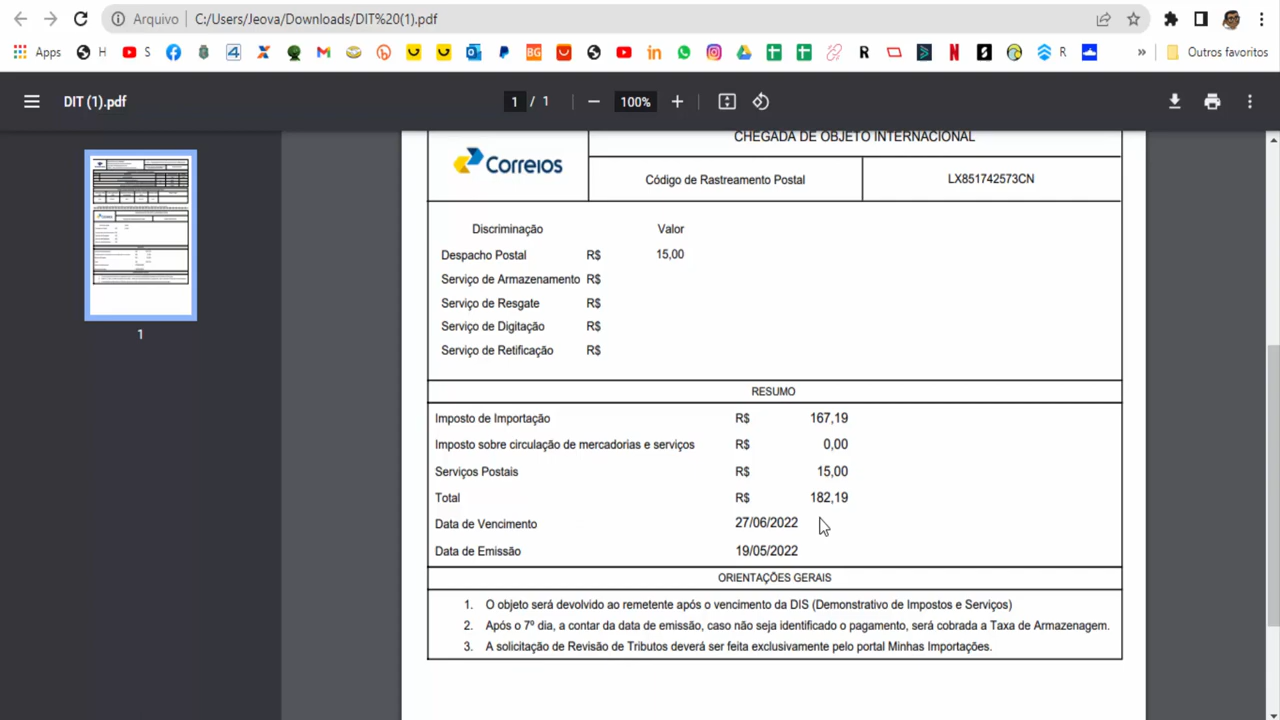 Arquivo C:/Users/Jeova/Downloads/DIT%20(1).pdf
Apps H S R » Outros favoritos
DIT (1).pdf 1 / 1 100%
CHEGADA DE OBJETO INTERNACIONAL
Correios
Código de Rastreamento Postal LX851742573CN
Discriminação Valor
Despacho Postal R$ 15,00
Serviço de Armazenamento R$
Serviço de Resgate R$
Serviço de Digitação R$
Serviço de Retificação R$
1
RESUMO
Imposto de Importação R$ 167,19
Imposto sobre circulação de mercadorias e serviços R$ 0,00
Serviços Postais R$ 15,00
Total R$ 182,19
Data de Vencimento 27/06/2022
Data de Emissão 19/05/2022
ORIENTAÇÕES GERAIS
1. O objeto será devolvido ao remetente após o vencimento da DIS (Demonstrativo de Impostos e Serviços)
2. Após o 7º dia, a contar da data de emissão, caso não seja identificado o pagamento, será cobrada a Taxa de Armazenagem.
3. A solicitação de Revisão de Tributos deverá ser feita exclusivamente pelo portal Minhas Importações.